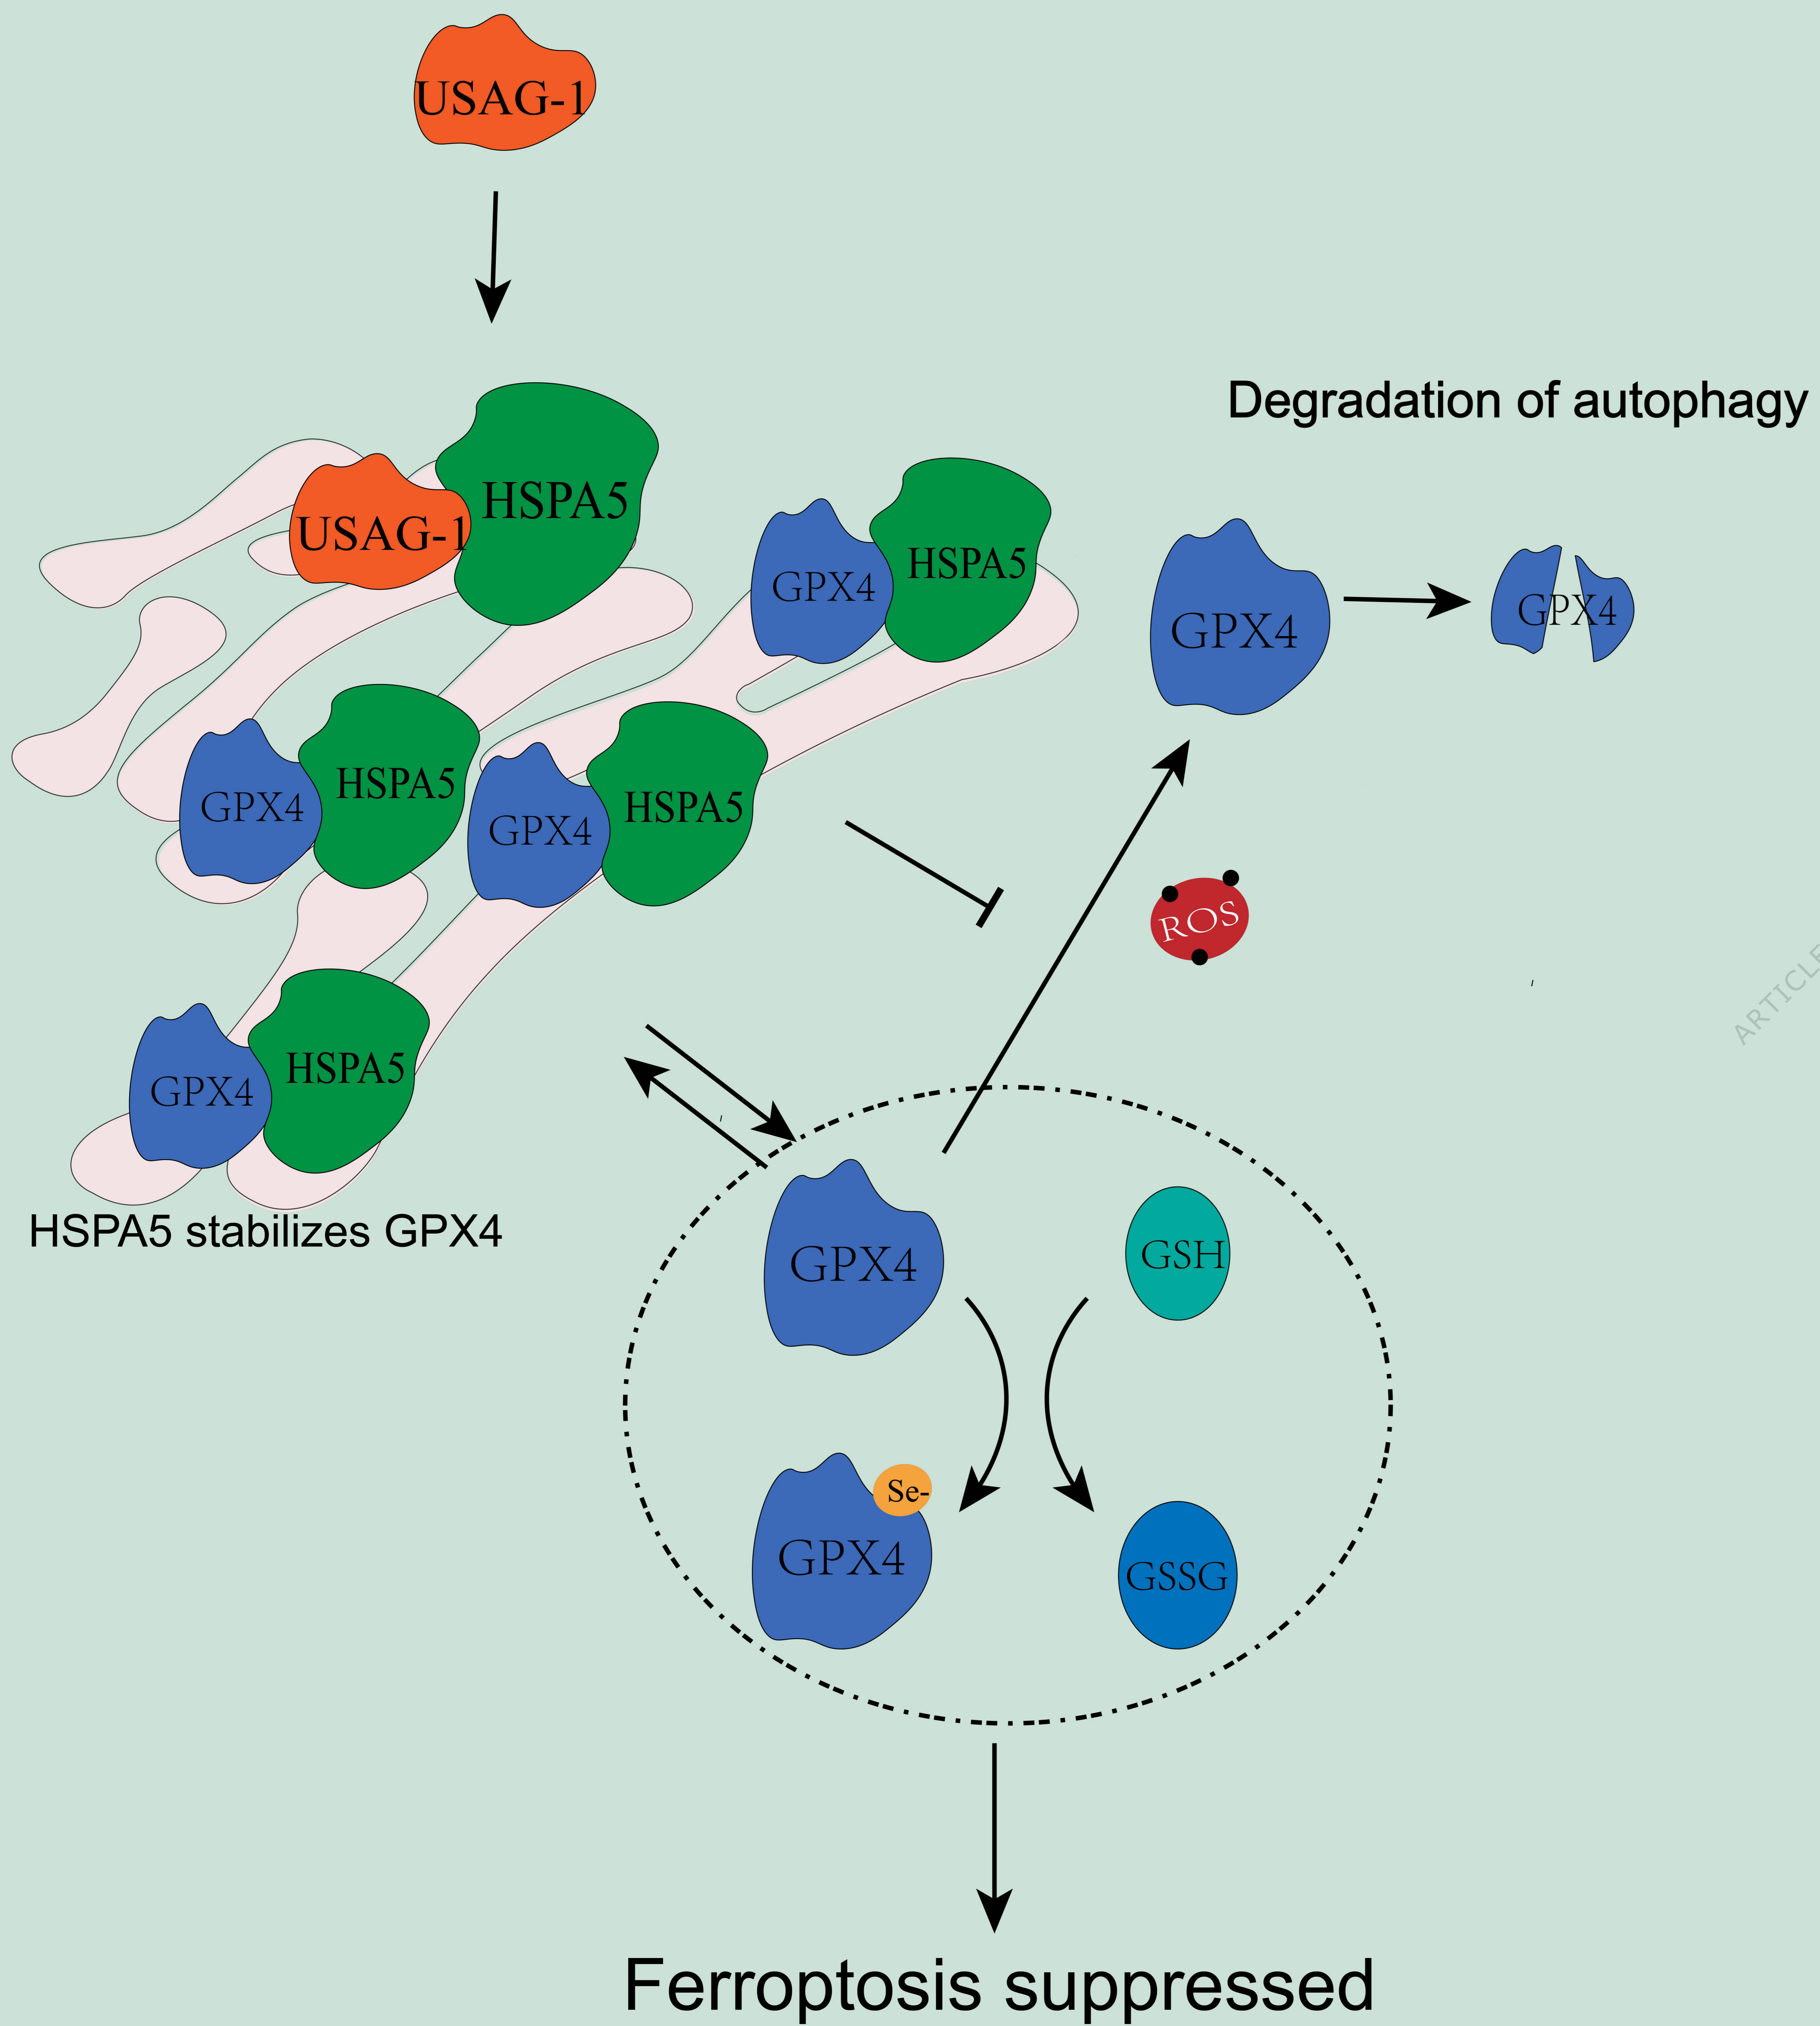 USAG-1
Degradation of autophagy
HSPA5
USAG-1
HSPA5
GPX4
GPX4
GPX4
HSPA5
GPX4
HSPA5
GPX4
ROS
ARTICLE
HSPA5
GPX4
HSPA5 stabilizes GPX4
GPX4
GSH
Se-
GPX4
GSSG
Ferroptosis suppressed